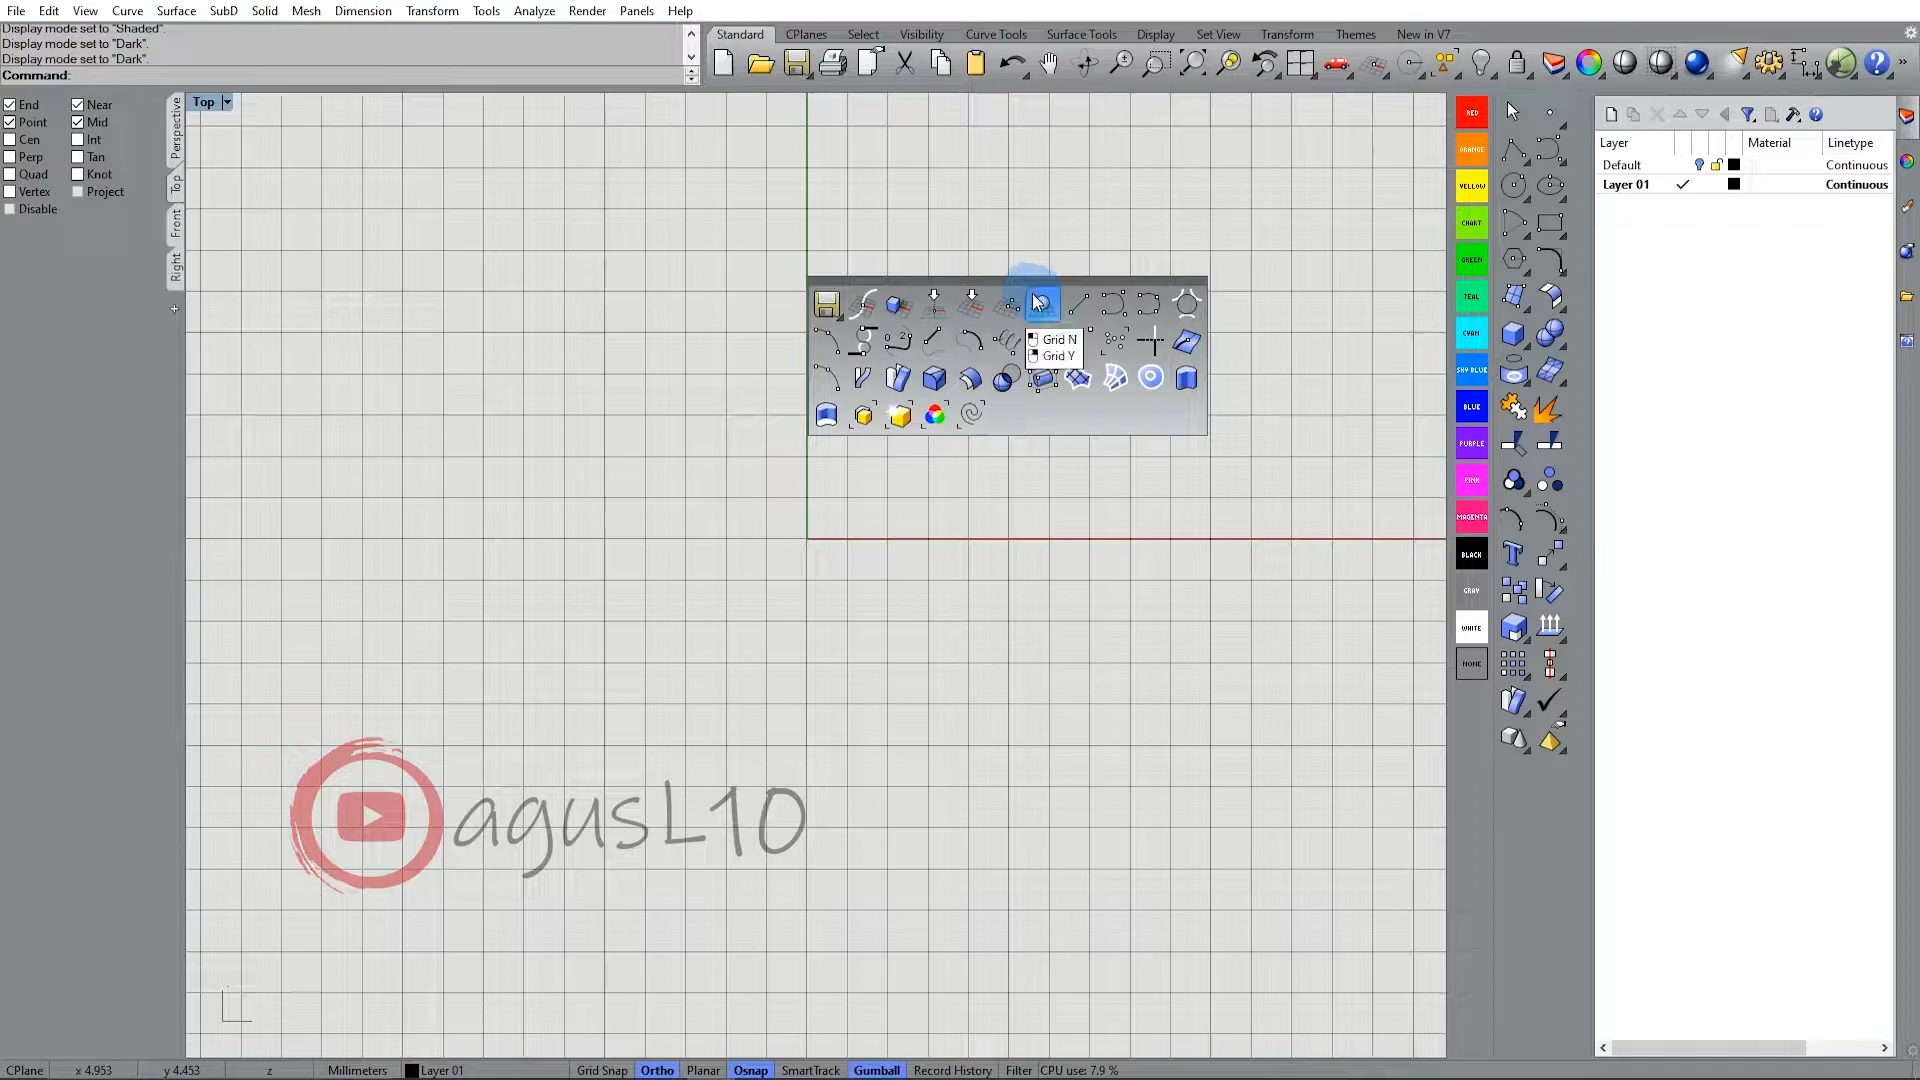 File Edit View Curve Surface SubD Solid Mesh Dimension Transform Tools Analyze Render Panels Help
Display mode set to "Shaded".
Display mode set to "Dark".
Display mode set to "Dark".
Command:
Standard CPlanes Select Visibility Curve Tools Surface Tools Display Set View Transform Themes New in V7
End Near
Point Mid
Cen Int
Perp Tan
Quad Knot
Vertex Project
Disable
Perspective
Top
Front
Right
Top
Grid N
Grid Y
RED
ORANGE
YELLOW
CHART
GREEN
TEAL
CYAN
SKY BLUE
BLUE
PURPLE
PINK
MAGENTA
BLACK
GRAY
WHITE
NONE
Layer Material Linetype
Default Continuous
Layer 01 Continuous
agusL10
CPlane x 4.953 y 4.453 z Millimeters Layer 01 Grid Snap Ortho Planar Osnap SmartTrack Gumball Record History Filter CPU use: 7.9 %